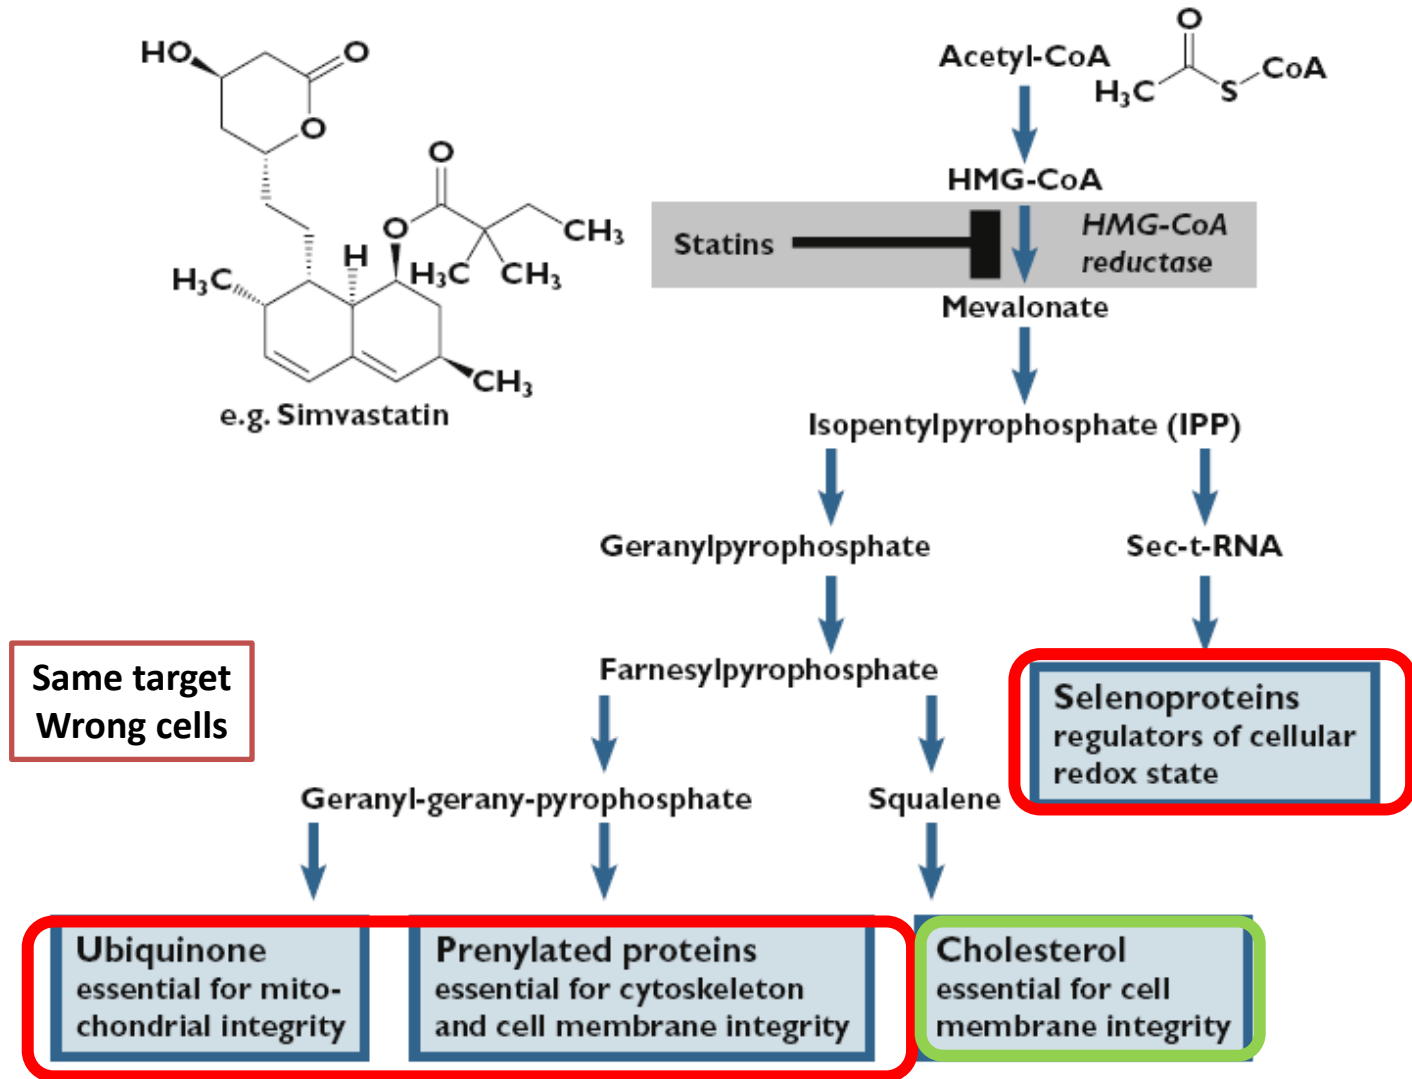 HO
O
O
O
O
H
H₃C
H₃C
CH₃
CH₃
CH₃
e.g. Simvastatin
Acetyl-CoA
O
H₃C
S
CoA
HMG-CoA
Statins
HMG-CoA
reductase
Mevalonate
Isopentylpyrophosphate (IPP)
Geranylpyrophosphate
Sec-t-RNA
Same target
Wrong cells
Farnesylpyrophosphate
Selenoproteins
regulators of cellular
redox state
Geranyl-gerany-pyrophosphate
Squalene
Ubiquinone
essential for mito-
chondrial integrity
Prenylated proteins
essential for cytoskeleton
and cell membrane integrity
Cholesterol
essential for cell
membrane integrity